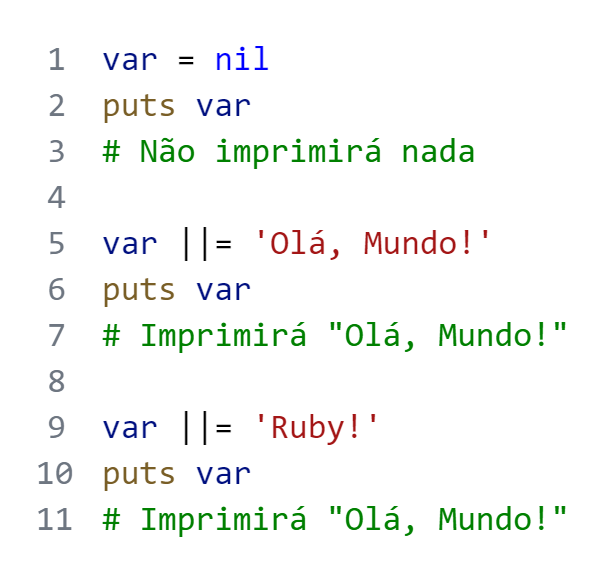 1 var = nil
2 puts var
3 # Não imprimirá nada
4
5 var ||= 'Olá, Mundo!'
6 puts var
7 # Imprimirá "Olá, Mundo!"
8
9 var ||= 'Ruby!'
10 puts var
11 # Imprimirá "Olá, Mundo!"